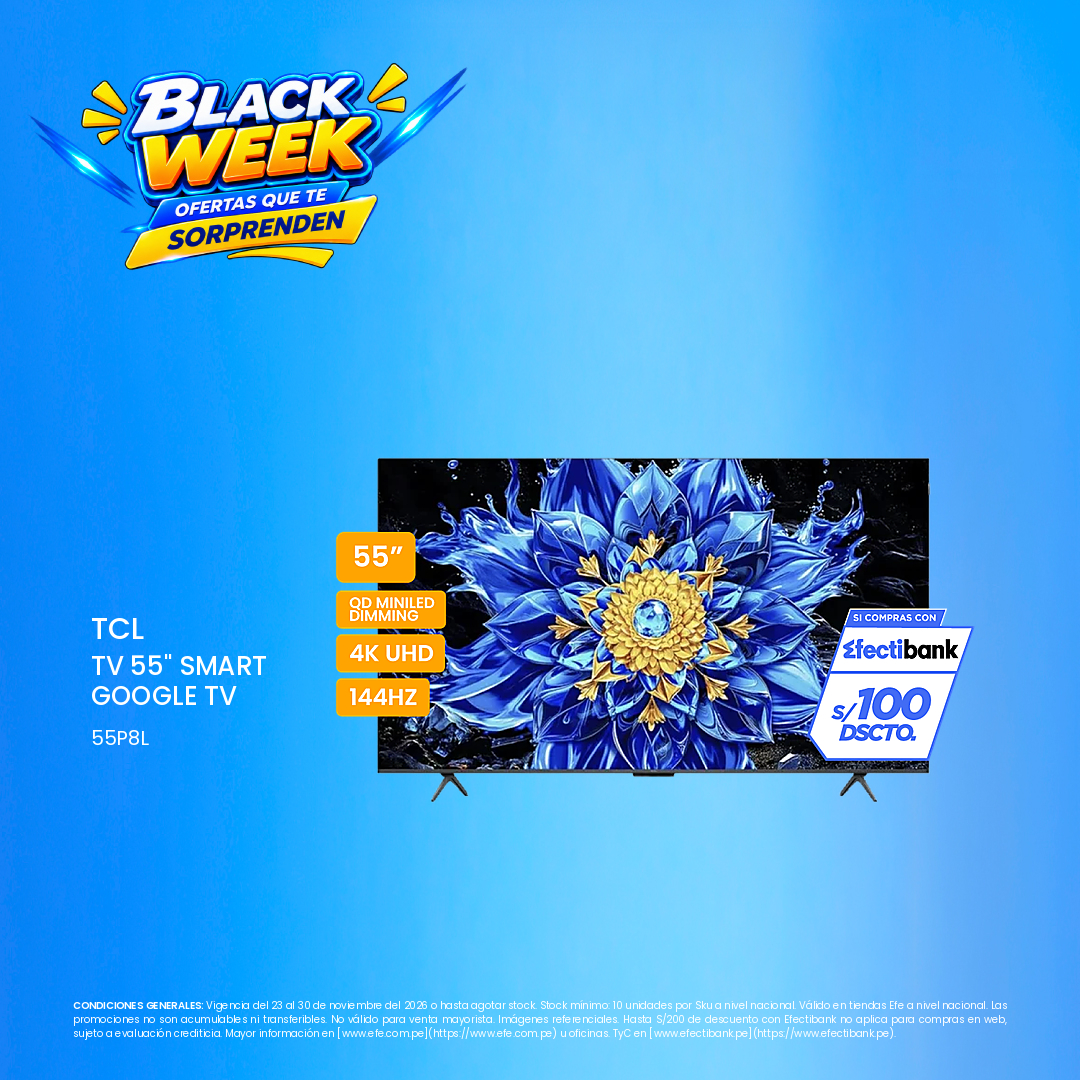 BLACK
WEEK
OFERTAS QUE TE
SORPRENDEN
55”
QD MINILED
DIMMING
4K UHD
144HZ
TCL
TV 55" SMART
GOOGLE TV
55P8L
SI COMPRAS CON
Efectibank
S/100
DSCTO.
CONDICIONES GENERALES: Vigencia del 23 al 30 de noviembre del 2026 o hasta agotar stock. Stock mínimo: 10 unidades por Sku a nivel nacional. Válido en tiendas Efe a nivel nacional. Las
promociones no son acumulables ni transferibles. No válido para venta mayorista. Imágenes referenciales. Hasta S/200 de descuento con Efectibank no aplica para compras en web,
sujeto a evaluación crediticia. Mayor información en [www.efe.com.pe](https://www.efe.com.pe) u oficinas. TyC en [www.efectibank.pe](https://www.efectibank.pe).